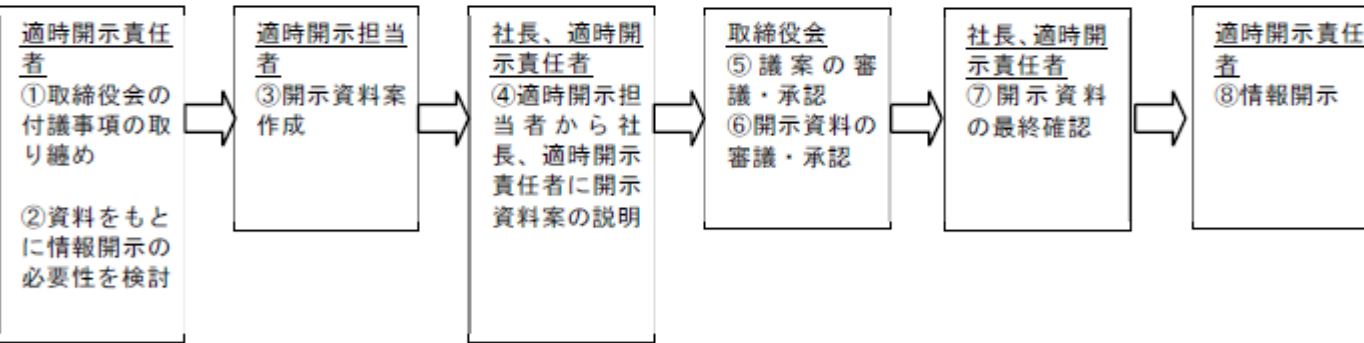 適時開示責任
者
①取締役会の
付議事項の取
り纏め
②資料をもと
に情報開示の
必要性を検討
適時開示担当
者
③開示資料案
作成
社長、適時開
示責任者
④適時開示担
当者から社
長、適時開示
責任者に開示
資料案の説明
取締役会
⑤議案の審
議・承認
⑥開示資料の
審議・承認
社長、適時開
示責任者
⑦開示資料
の最終確認
適時開示責任
者
⑧情報開示